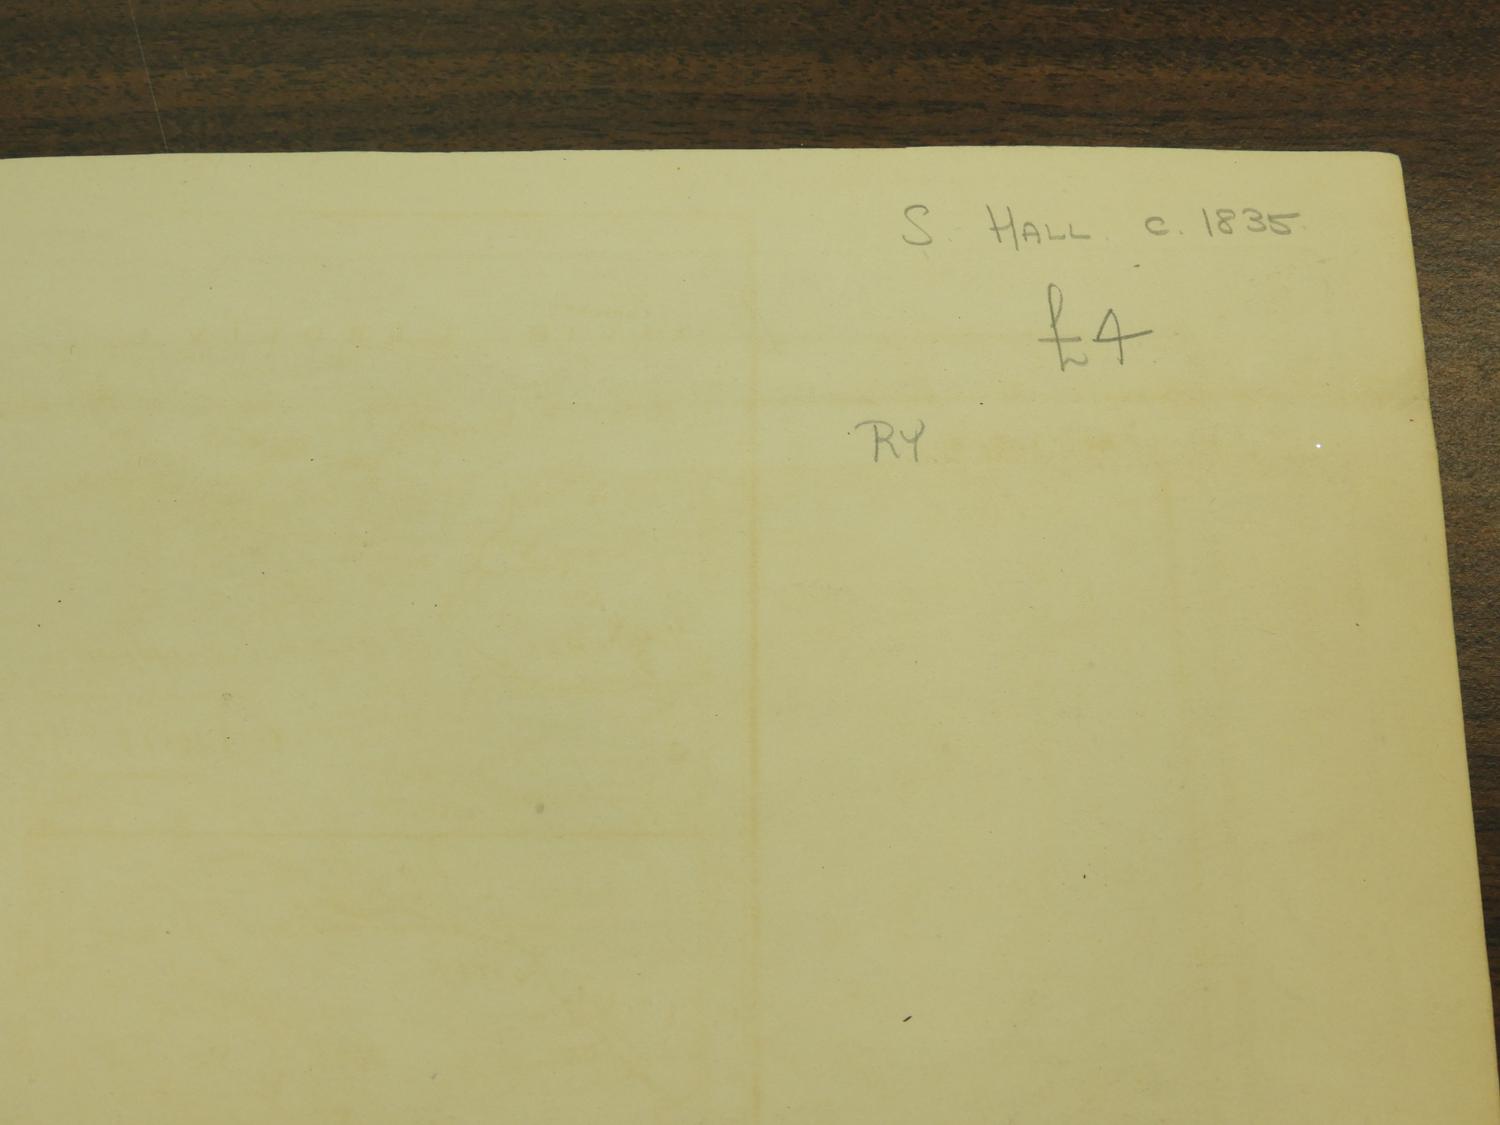 S. HALL. c. 1835.
£4
RY.